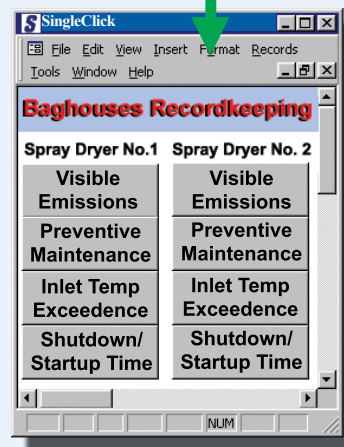 SingleClick
File Edit View Insert Format Records
Tools Window Help
Baghouses Recordkeeping
Spray Dryer No.1 Spray Dryer No. 2
Visible Emissions Visible Emissions
Preventive Maintenance Preventive Maintenance
Inlet Temp Exceedence Inlet Temp Exceedence
Shutdown/ Startup Time Shutdown/ Startup Time
NUM